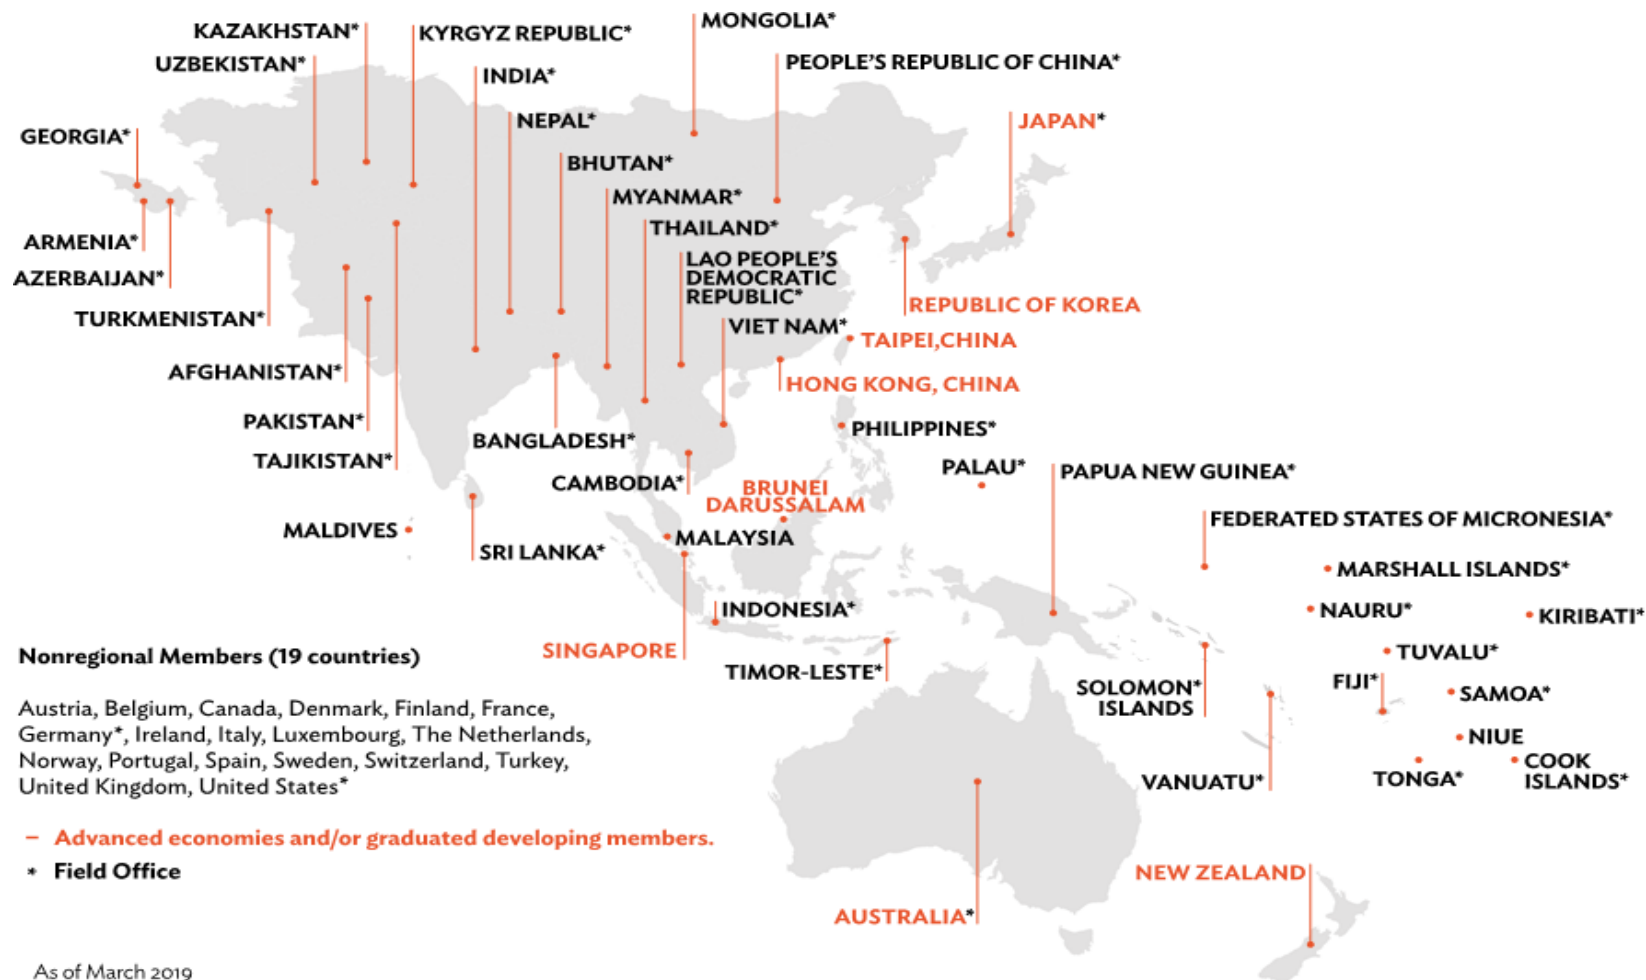 MONGOLIA*
KAZAKHSTAN*
KYRGYZ REPUBLIC*
UZBEKISTAN*
PEOPLE'S REPUBLIC OF CHINA*
INDIA*
NEPAL*
JAPAN*
GEORGIA*
BHUTAN*
MYANMAR*
THAILAND*
ARMENIA*
LAO PEOPLE'S
DEMOCRATIC
REPUBLIC*
AZERBAIJAN*
REPUBLIC OF KOREA
TURKMENISTAN*
VIET NAM*
TAIPEI,CHINA
AFGHANISTAN*
HONG KONG, CHINA
PAKISTAN*
PHILIPPINES*
BANGLADESH*
TAJIKISTAN*
PALAU*
PAPUA NEW GUINEA*
CAMBODIA*
BRUNEI
DARUSSALAM
FEDERATED STATES OF MICRONESIA*
MALDIVES
MALAYSIA
SRI LANKA*
MARSHALL ISLANDS*
INDONESIA*
NAURU*
KIRIBATI*
SINGAPORE
TUVALU*
TIMOR-LESTE*
FIJI*
SOLOMON*
ISLANDS
SAMOA*
NIUE
COOK
ISLANDS*
TONGA*
VANUATU*
Nonregional Members (19 countries)
Austria, Belgium, Canada, Denmark, Finland, France,
Germany*, Ireland, Italy, Luxembourg, The Netherlands,
Norway, Portugal, Spain, Sweden, Switzerland, Turkey,
United Kingdom, United States*
– Advanced economies and/or graduated developing members.
* Field Office
NEW ZEALAND
AUSTRALIA*
As of March 2019